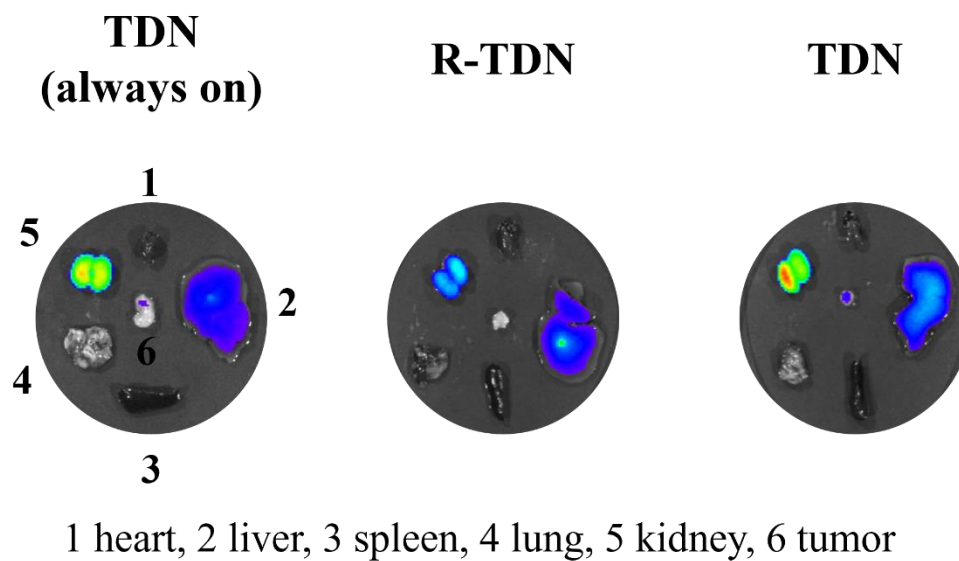 TDN
(always on)
R-TDN
TDN
1
5
2
6
4
3
1 heart, 2 liver, 3 spleen, 4 lung, 5 kidney, 6 tumor